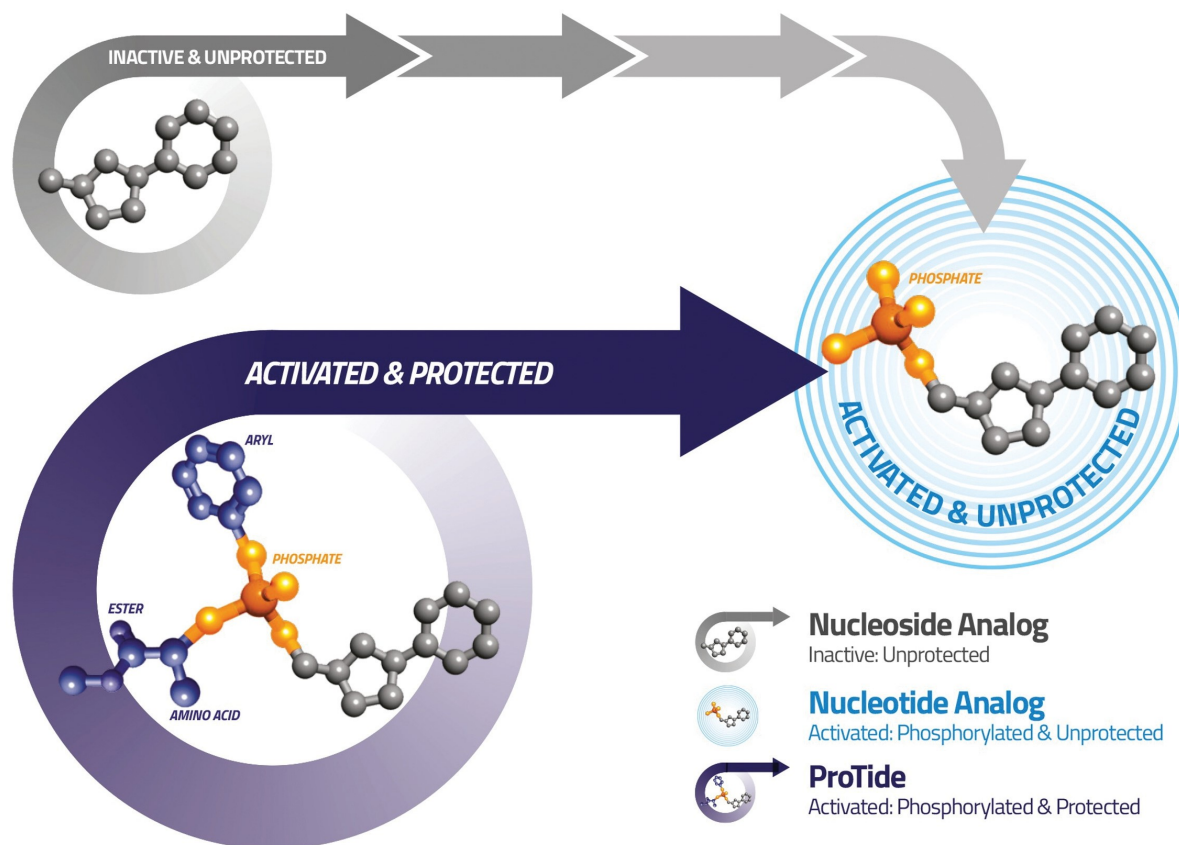 INACTIVE & UNPROTECTED
PHOSPHATE
ACTIVATED & UNPROTECTED
ACTIVATED & PROTECTED
ARYL
PHOSPHATE
ESTER
AMINO ACID
Nucleoside Analog
Inactive: Unprotected
Nucleotide Analog
Activated: Phosphorylated & Unprotected
ProTide
Activated: Phosphorylated & Protected